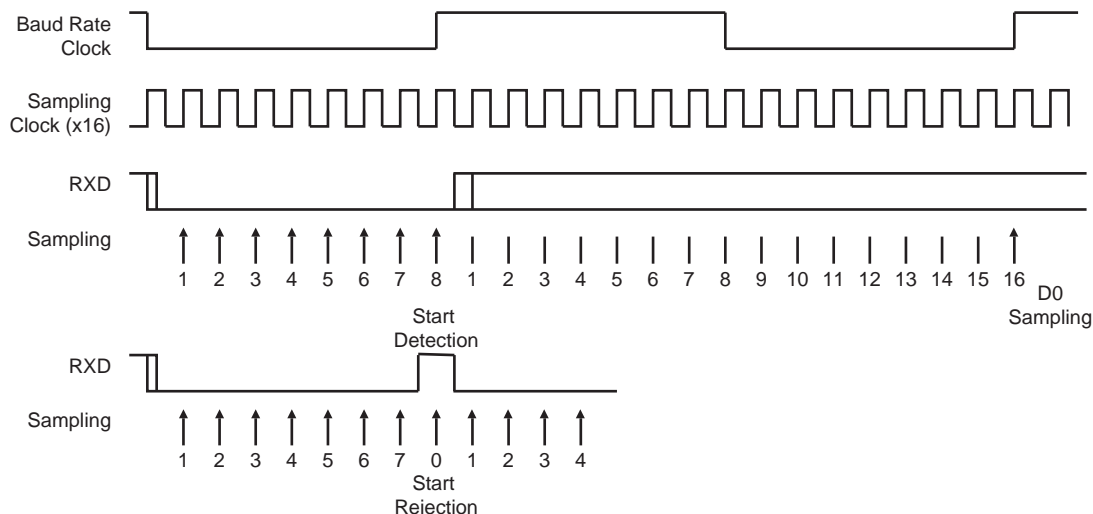 Baud Rate
Clock
Sampling
Clock (x16)
RXD
Sampling
1 2 3 4 5 6 7 8 1 2 3 4 5 6 7 8 9 10 11 12 13 14 15 16
D0
Sampling
Start
Detection
RXD
Sampling
1 2 3 4 5 6 7 0 1 2 3 4
Start
Rejection